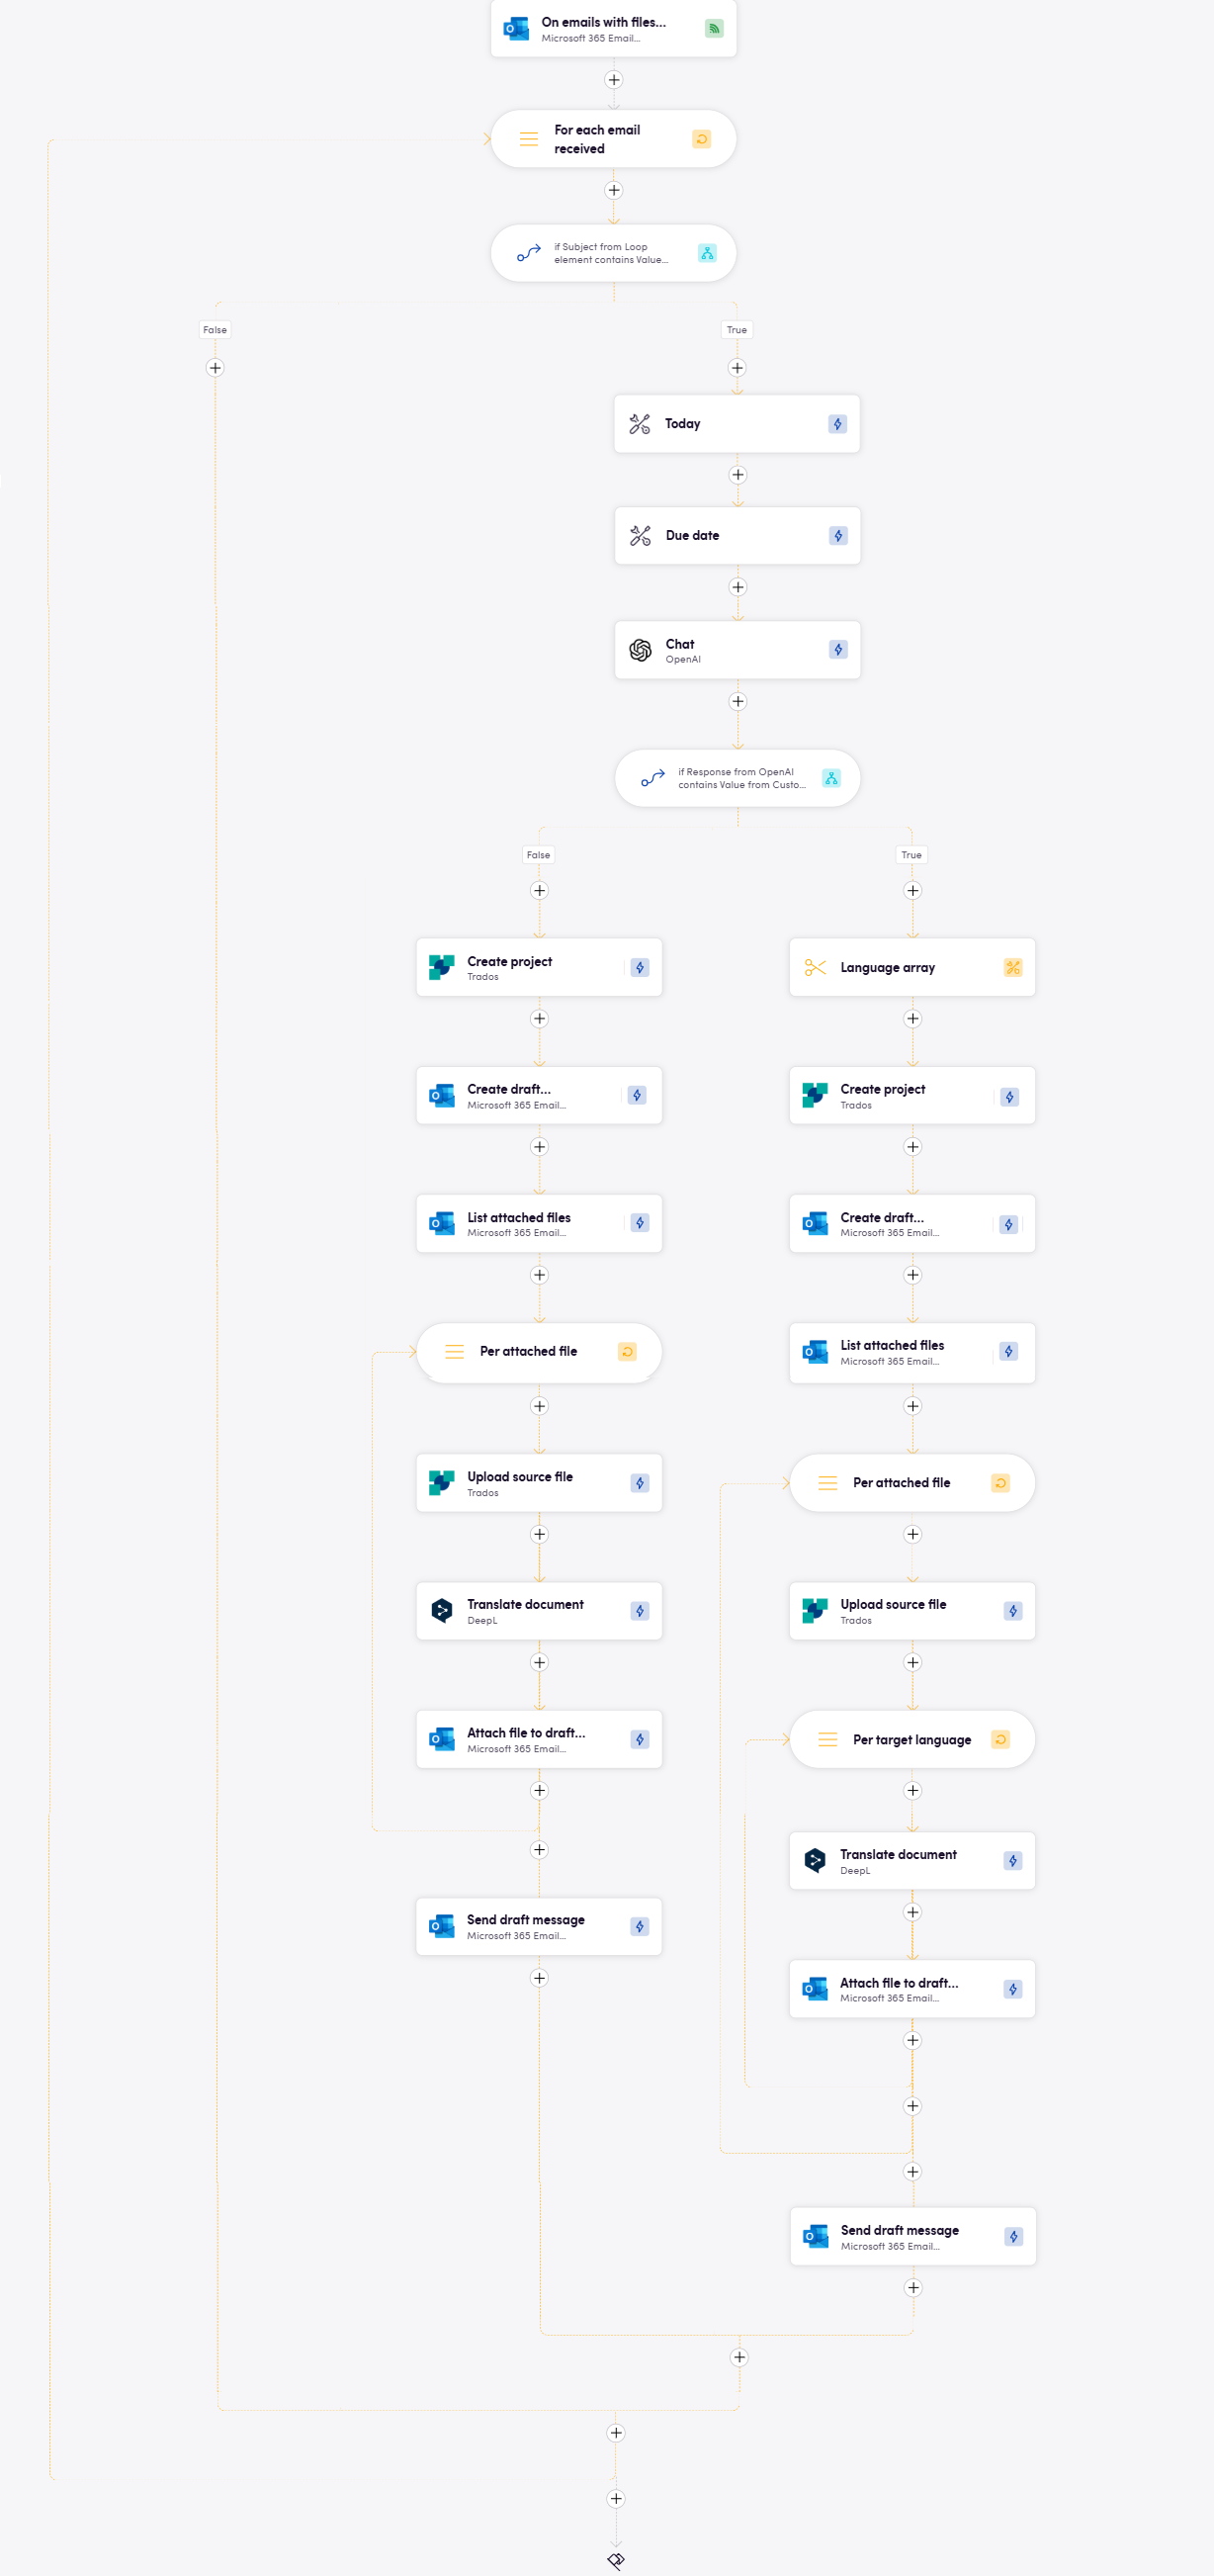 On emails with files...
Microsoft 365 Email...
For each email
received
if Subject from Loop
element contains Value...
False
True
Today
Due date
Chat
OpenAI
if Response from OpenAI
contains Value from Custo...
False
True
Create project
Trados
Language array
Create draft...
Microsoft 365 Email...
Create project
Trados
List attached files
Microsoft 365 Email...
Create draft...
Microsoft 365 Email...
Per attached file
List attached files
Microsoft 365 Email...
Upload source file
Trados
Per attached file
Translate document
DeepL
Upload source file
Trados
Attach file to draft...
Microsoft 365 Email...
Per target language
Translate document
DeepL
Send draft message
Microsoft 365 Email...
Attach file to draft...
Microsoft 365 Email...
Send draft message
Microsoft 365 Email...